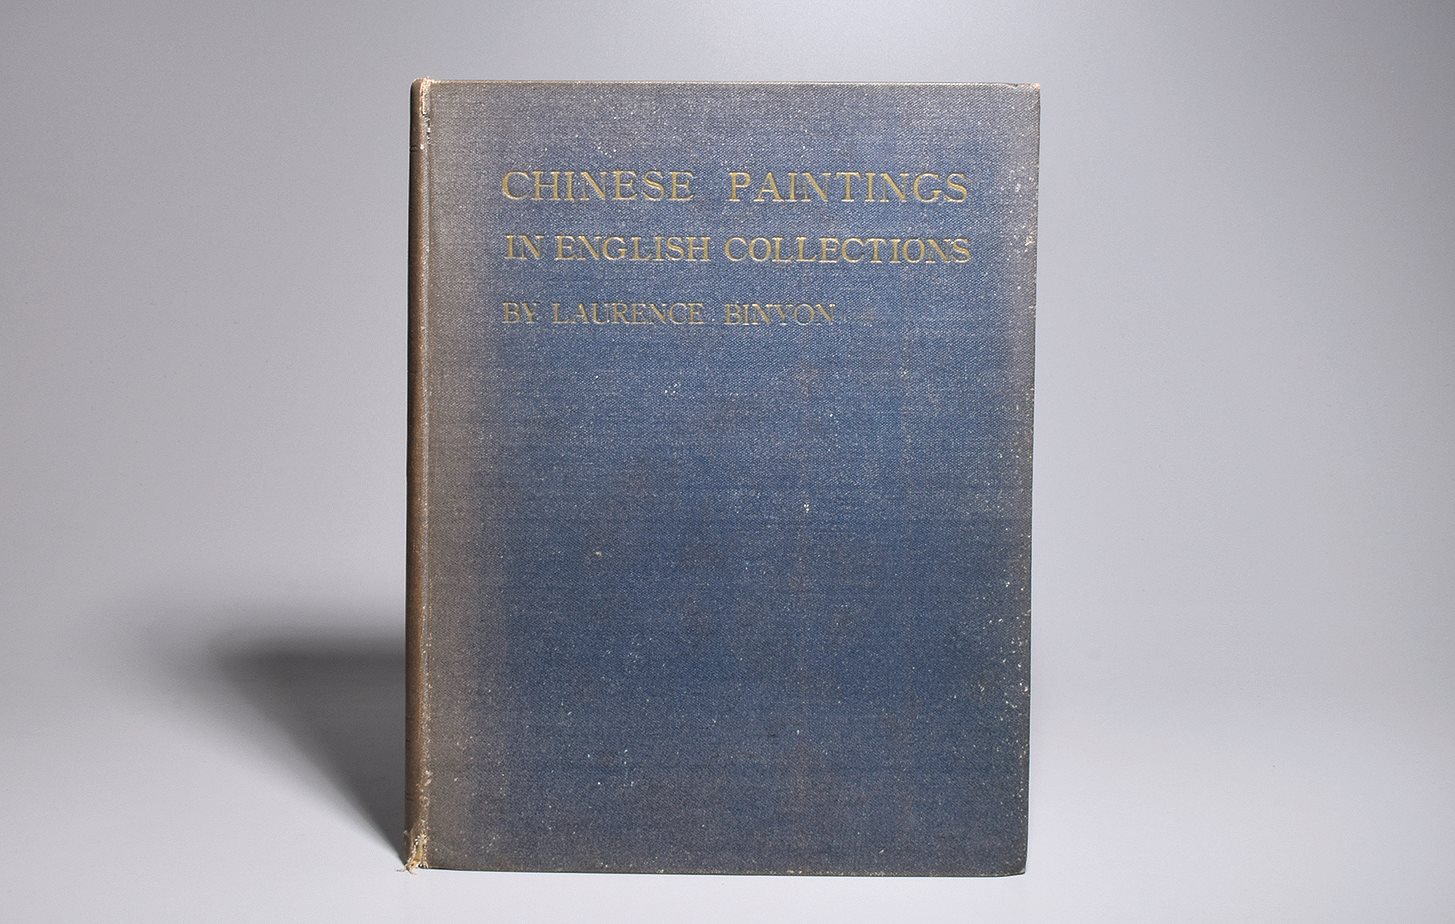 CHINESE PAINTINGS
IN ENGLISH COLLECTIONS
BY LAURENCE BINYON